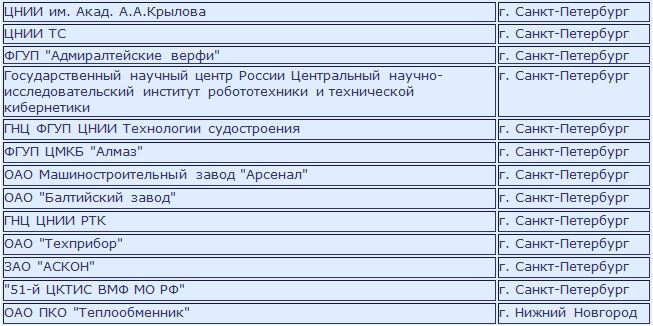 ЦНИИ им. Акад. А.А.Крылова г. Санкт-Петербург
ЦНИИ ТС г. Санкт-Петербург
ФГУП "Адмиралтейские верфи" г. Санкт-Петербург
Государственный научный центр России Центральный научно- г. Санкт-Петербург
исследовательский институт робототехники и технической
кибернетики
ГНЦ ФГУП ЦНИИ Технологии судостроения г. Санкт-Петербург
ФГУП ЦМКБ "Алмаз" г. Санкт-Петербург
ОАО Машиностроительный завод "Арсенал" г. Санкт-Петербург
ОАО "Балтийский завод" г. Санкт-Петербург
ГНЦ ЦНИИ РТК г. Санкт-Петербург
ОАО "Техприбор" г. Санкт-Петербург
ЗАО "АСКОН" г. Санкт-Петербург
"51-й ЦКТИС ВМФ МО РФ" г. Санкт-Петербург
ОАО ПКО "Теплообменник" г. Нижний Новгород